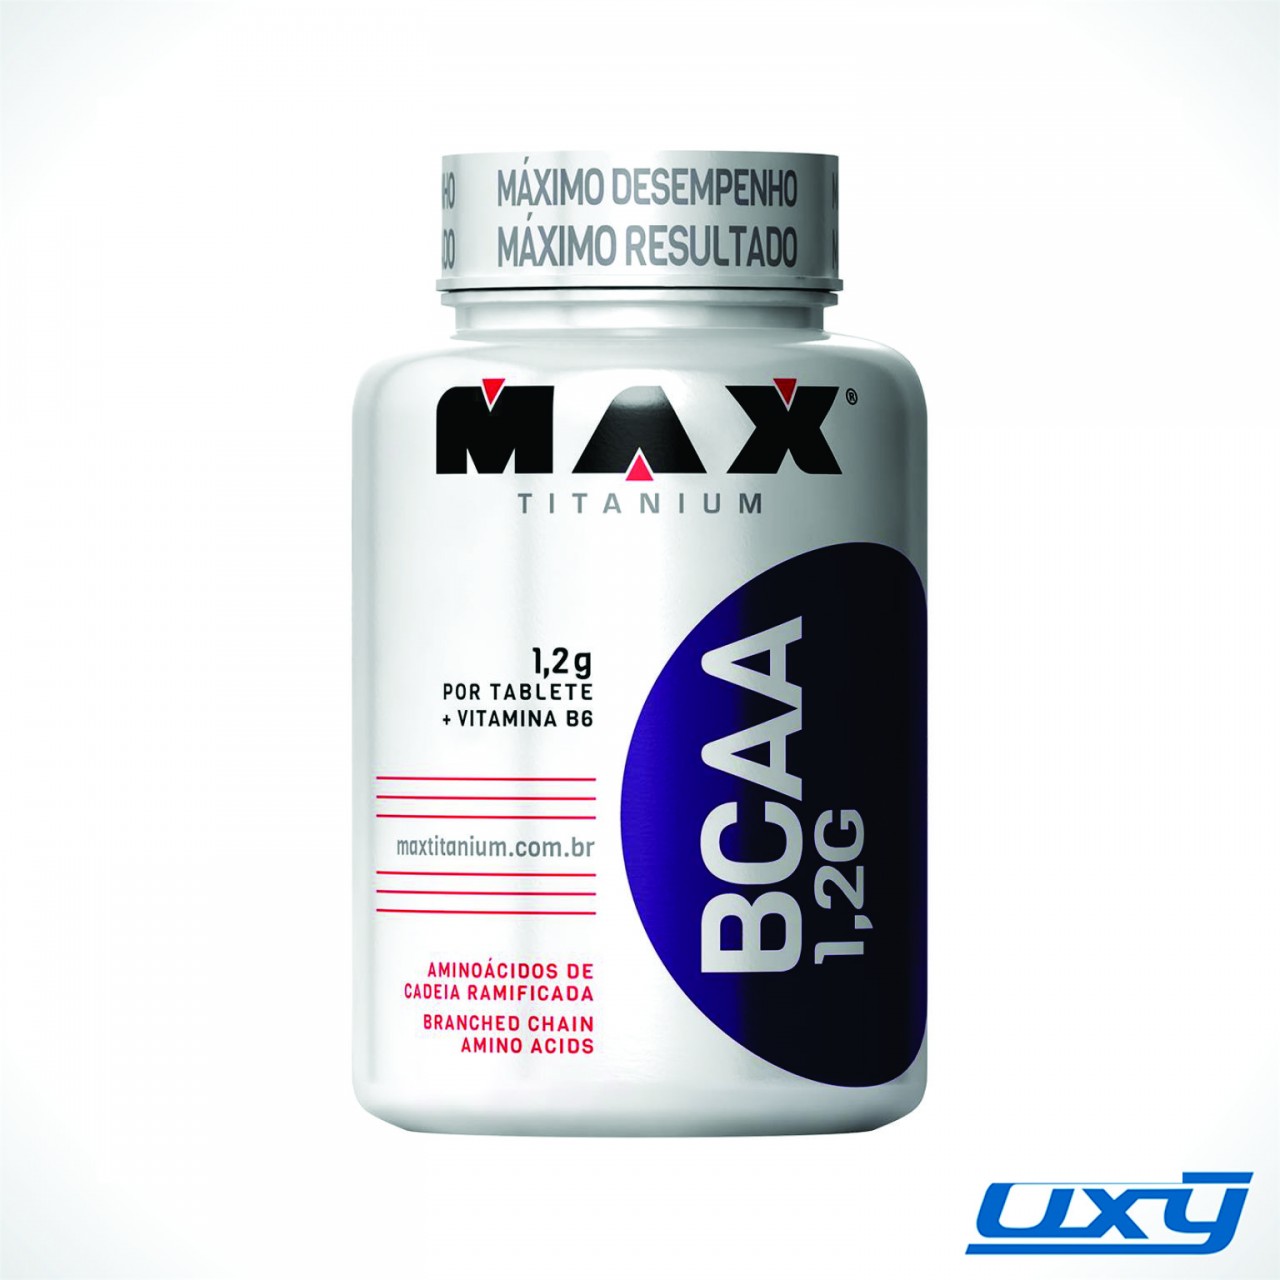 MÁXIMO DESEMPENHO
MÁXIMO RESULTADO
MAX®
TITANIUM
1,2g
POR TABLETE
+ VITAMINA B6
maxtitanium.com.br
AMINOÁCIDOS DE
CADEIA RAMIFICADA
BRANCHED CHAIN
AMINO ACIDS
BCAA
1,2G
uxy